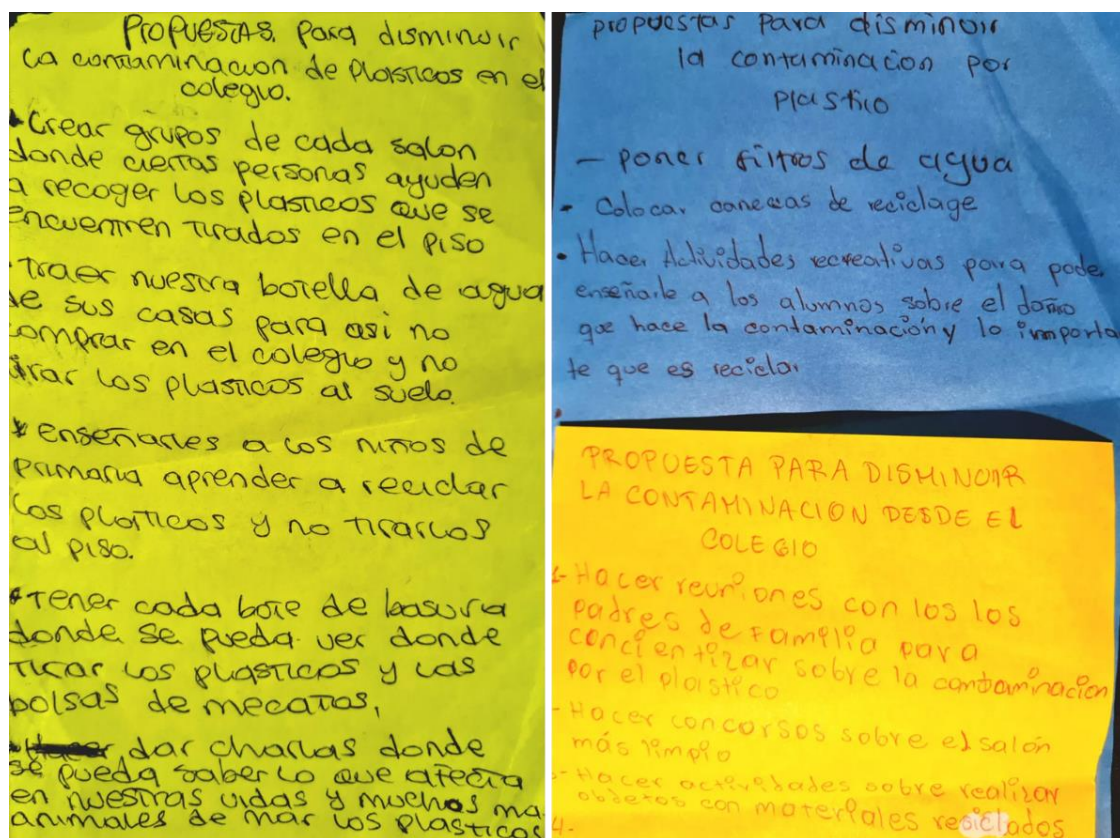 PROPUESTAS. Para disminuir
La contaminacion de Plasticos en el
colegio.
* Crear grupos de cada salon
donde ciertas personas ayuden
a recoger los plasticos que se
encuentren tirados en el piso
• traer nuestra botella de agua
de sus casas para asi no
comprar en el colegio y no
tirar los plasticos al suelo.
* enseñarles a los niños de
primaria aprender a reciclar
los plasticos y no tirarlos
al piso.
* tener cada bote de basura
donde se pueda ver donde
tirar los plasticos y las
bolsas de mecatos,
• dar charlas donde
se pueda saber lo que afecta
en nuestras vidas y muchos ma
animales de mar los plasticos
propuestas Para disminuir
la contaminacion por
Plastico
- poner filtros de agua
• Colocar canecas de reciclage
• Hacer Actividades recreativas para pode
enseñarle a los alumnos sobre el daño
que hace la contaminación y lo importa
te que es reciclar
PROPUESTA PARA DISMINUIR
LA CONTAMINACION DESDE EL
COLEGIO
- Hacer reuniones con los los
padres de Familia para
concientizar sobre la contaminacion
por el plastico
- Hacer concorsos sobre el salón
más limpio
- Hacer actividades sobre realizar
objetos con materiales resiclados
4.-